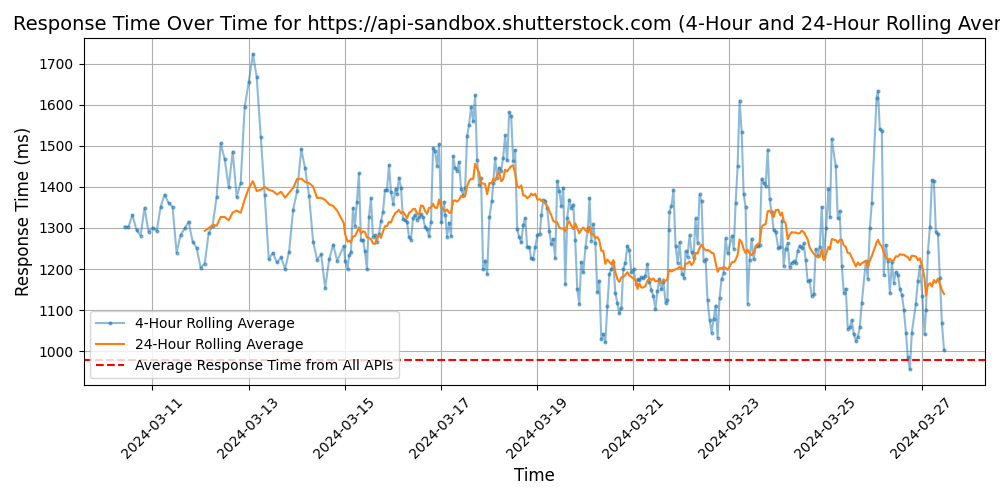 Response Time Over Time for https://api-sandbox.shutterstock.com (4-Hour and 24-Hour Rolling Aver
Response Time (ms)
1700
1600
1500
1400
1300
1200
1100
1000
4-Hour Rolling Average
24-Hour Rolling Average
Average Response Time from All APIs
2024-03-11
2024-03-13
2024-03-15
2024-03-17
2024-03-19
2024-03-21
2024-03-23
2024-03-25
2024-03-27
Time